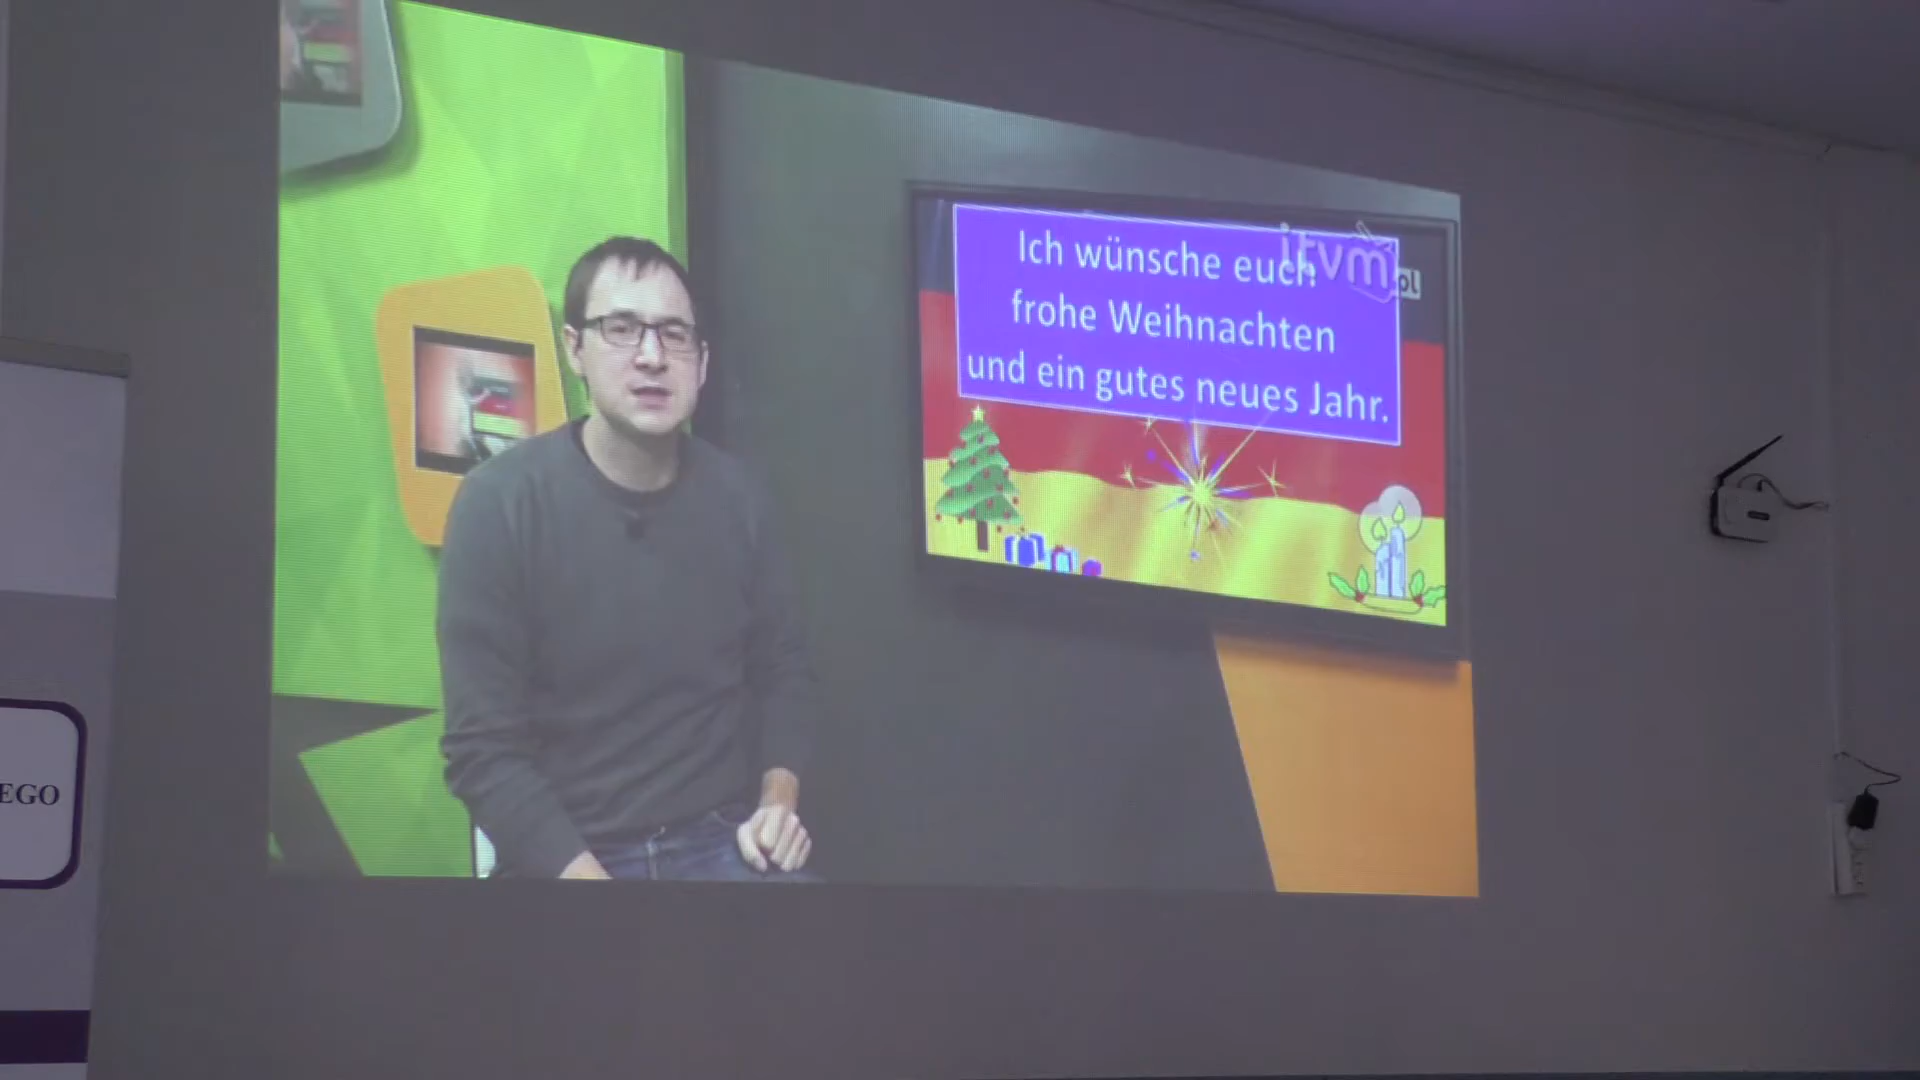 Ich wünsche euch
frohe Weihnachten
und ein gutes neues Jahr.
itvm.pl
EGO